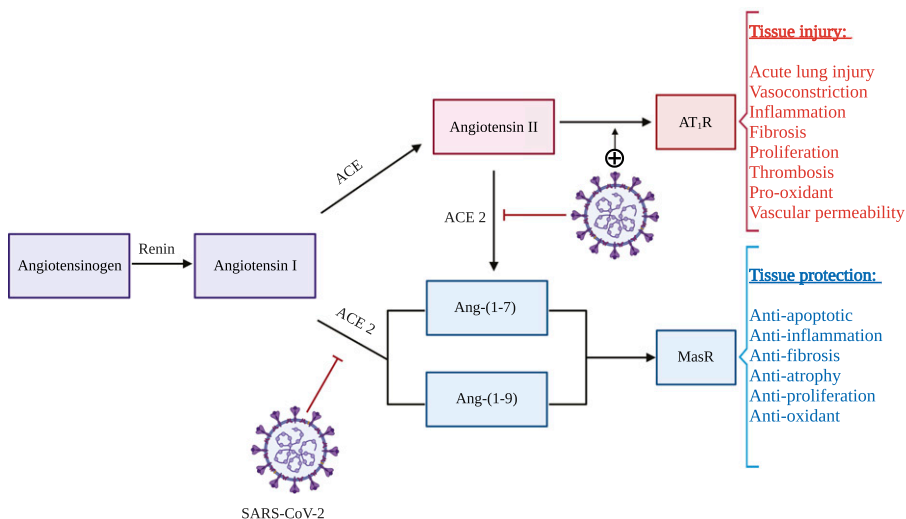 Angiotensinogen
Renin
Angiotensin I
ACE
Angiotensin II
AT₁R
ACE 2
ACE 2
Ang-(1-7)
Ang-(1-9)
MasR
SARS-CoV-2
Tissue injury:
Acute lung injury
Vasoconstriction
Inflammation
Fibrosis
Proliferation
Thrombosis
Pro-oxidant
Vascular permeability
Tissue protection:
Anti-apoptotic
Anti-inflammation
Anti-fibrosis
Anti-atrophy
Anti-proliferation
Anti-oxidant